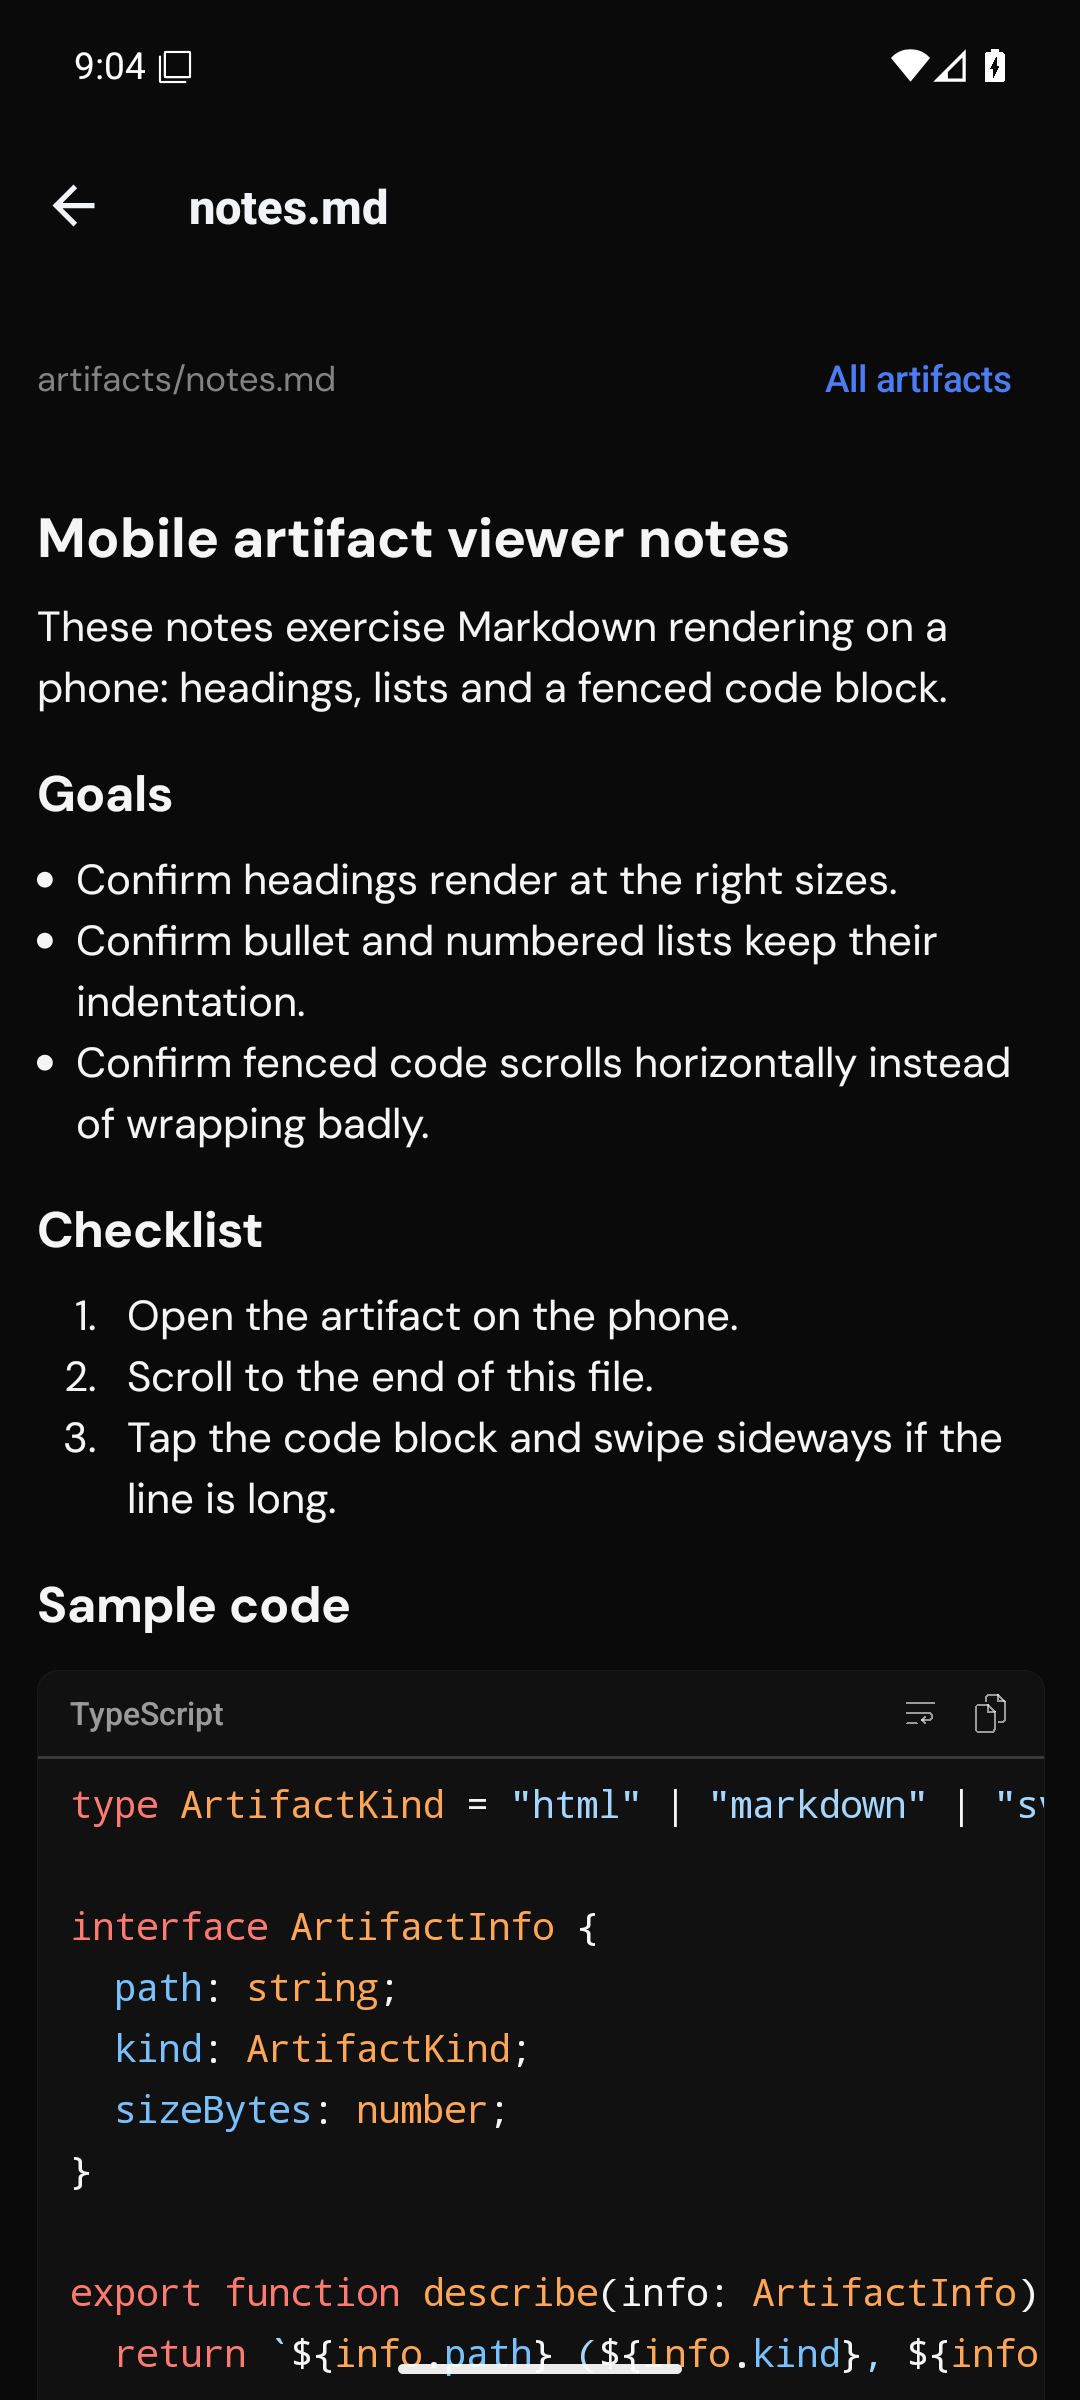 9:04
notes.md
artifacts/notes.md
All artifacts
Mobile artifact viewer notes
These notes exercise Markdown rendering on a
phone: headings, lists and a fenced code block.
Goals
• Confirm headings render at the right sizes.
• Confirm bullet and numbered lists keep their
indentation.
• Confirm fenced code scrolls horizontally instead
of wrapping badly.
Checklist
1. Open the artifact on the phone.
2. Scroll to the end of this file.
3. Tap the code block and swipe sideways if the
line is long.
Sample code
TypeScript
type ArtifactKind = "html" | "markdown" | "s
interface ArtifactInfo {
  path: string;
  kind: ArtifactKind;
  sizeBytes: number;
}
export function describe(info: ArtifactInfo)
  return `${info.path} (${info.kind}, ${info